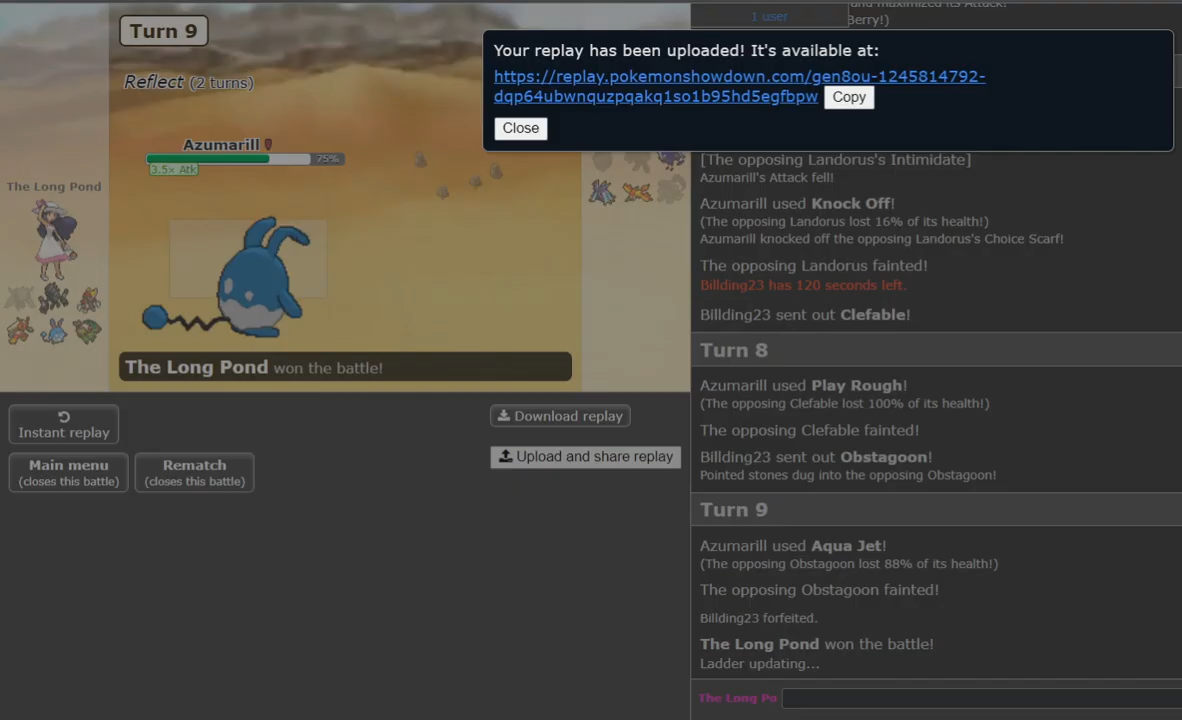 and maximized its Attack!
1 user
Berry!)
Turn 9
Reflect (2 turns)
Your replay has been uploaded! It's available at:
https://replay.pokemonshowdown.com/gen8ou-1245814792-
dqp64ubwnquzpqakq1so1b95hd5egfbpw Copy
Close
Azumarill
75%
3.5x Atk
The Long Pond
The Long Pond won the battle!
Instant replay
Download replay
Upload and share replay
Main menu
(closes this battle)
Rematch
(closes this battle)
[The opposing Landorus's Intimidate]
Azumarill's Attack fell!
Azumarill used Knock Off!
(The opposing Landorus lost 16% of its health!)
Azumarill knocked off the opposing Landorus's Choice Scarf!
The opposing Landorus fainted!
Billding23 has 120 seconds left.
Billding23 sent out Clefable!
Turn 8
Azumarill used Play Rough!
(The opposing Clefable lost 100% of its health!)
The opposing Clefable fainted!
Billding23 sent out Obstagoon!
Pointed stones dug into the opposing Obstagoon!
Turn 9
Azumarill used Aqua Jet!
(The opposing Obstagoon lost 88% of its health!)
The opposing Obstagoon fainted!
Billding23 forfeited.
The Long Pond won the battle!
Ladder updating...
The Long Po